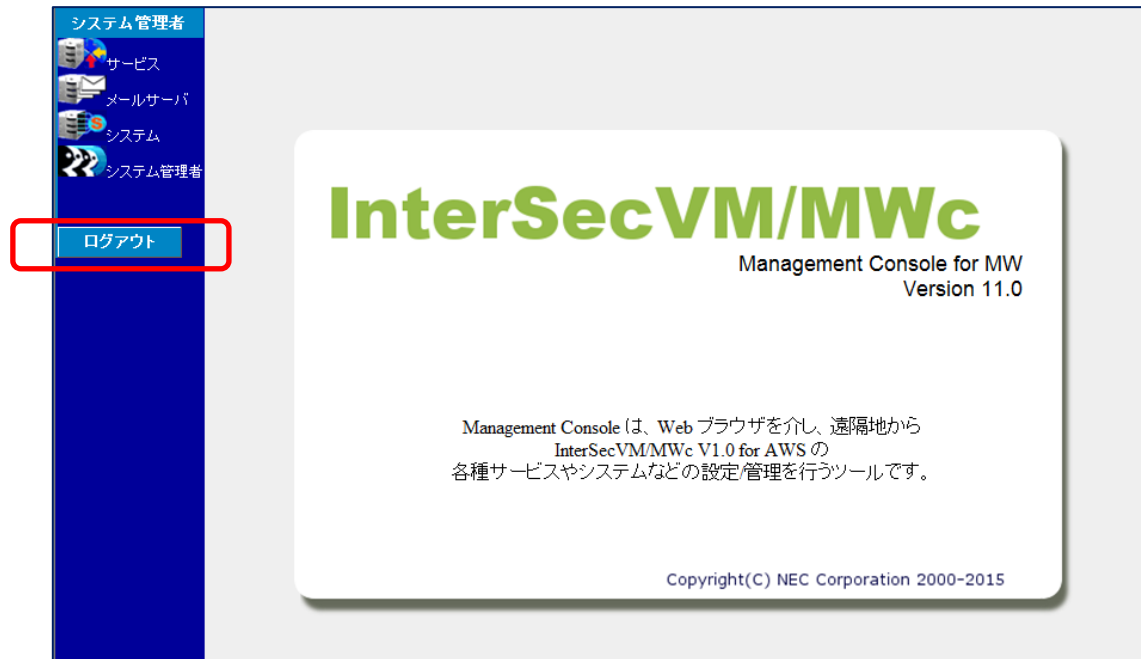 システム管理者
サービス
メールサーバ
システム
システム管理者
ログアウト
InterSecVM/MWc
Management Console for MW
Version 11.0
Management Console は、Web ブラウザを介し、遠隔地から
InterSecVM/MWc V1.0 for AWS の
各種サービスやシステムなどの設定/管理を行うツールです。
Copyright(C) NEC Corporation 2000-2015